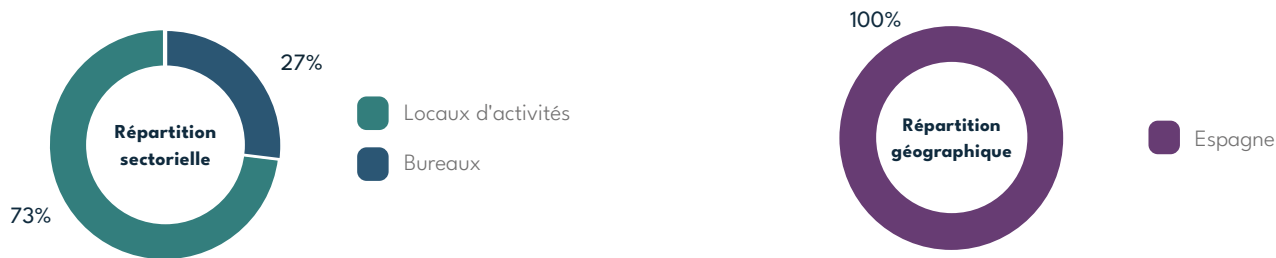 27%
Répartition
sectorielle
73%
Locaux d'activités
Bureaux
100%
Répartition
géographique
Espagne